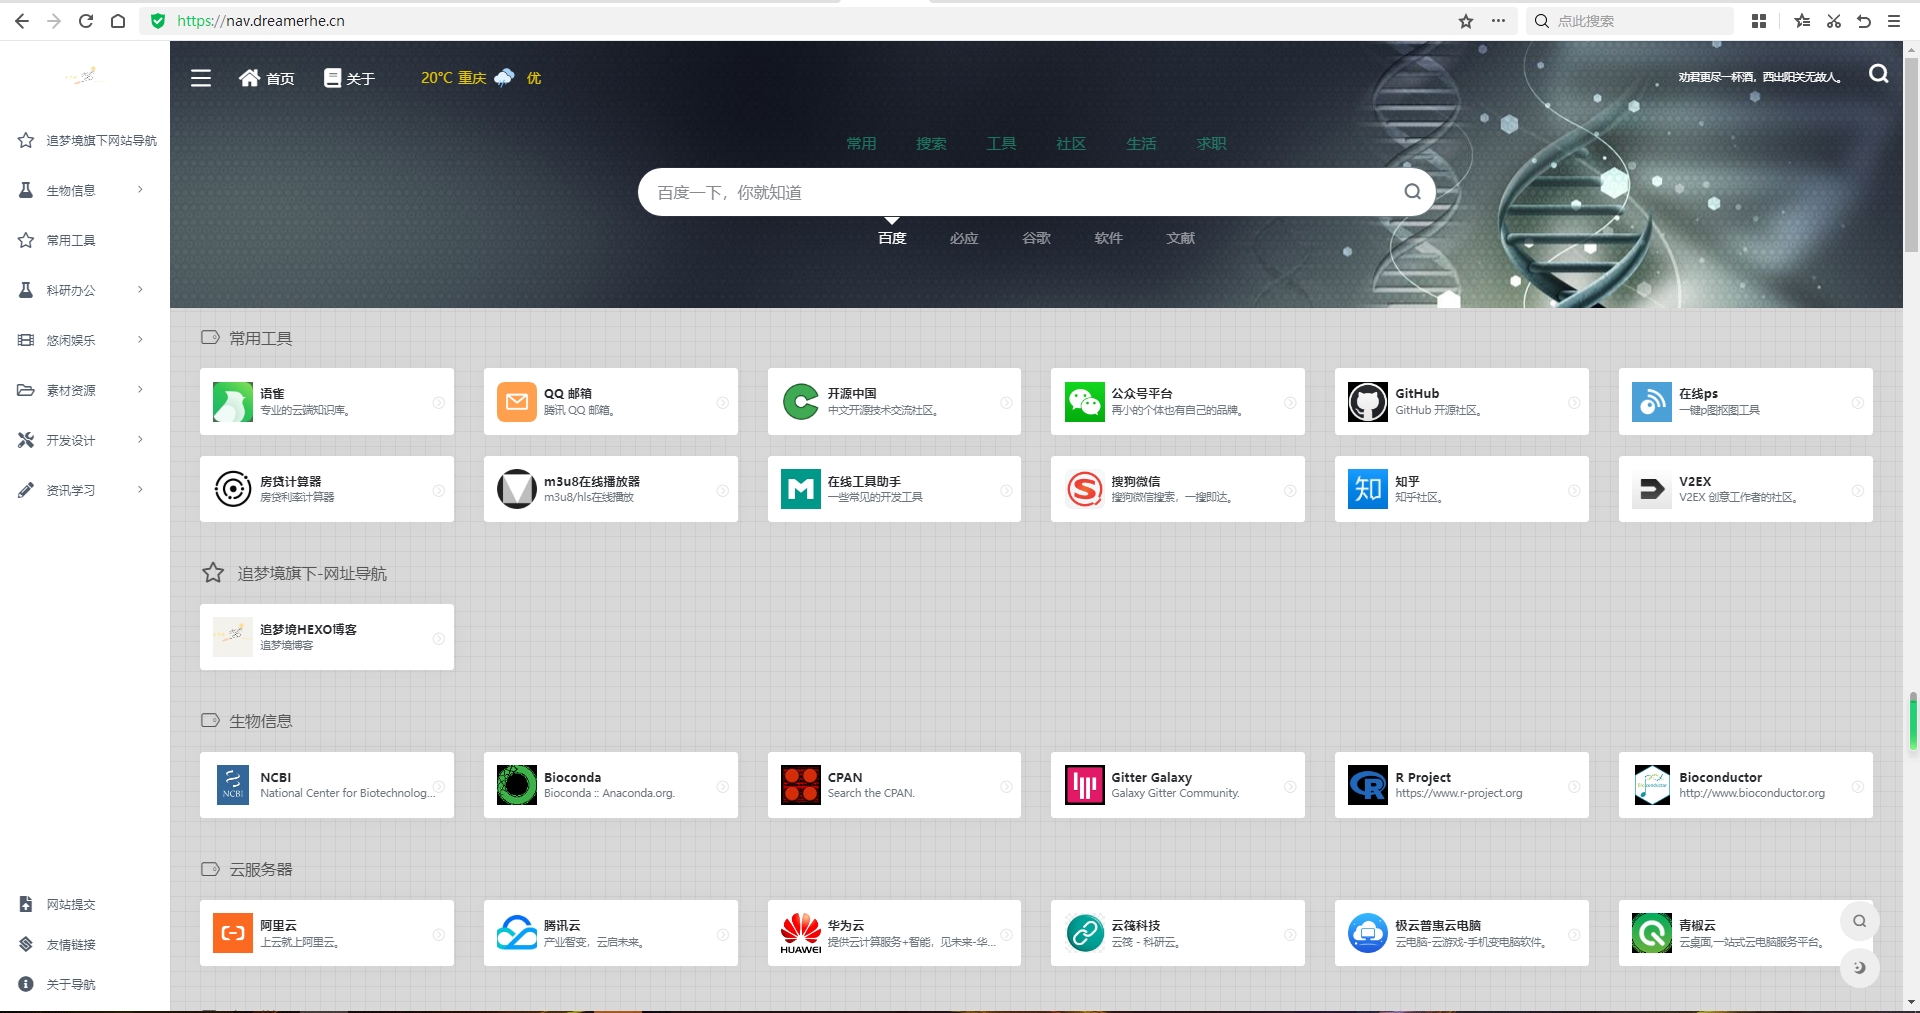 https://nav.dreamerhe.cn
点此搜索
首页
关于
20°C 重庆
优
劝君更尽一杯酒，西出阳关无故人。
追梦境旗下网站导航
生物信息
常用工具
科研办公
悠闲娱乐
素材资源
开发设计
资讯学习
网站提交
友情链接
关于导航
常用 搜索 工具 社区 生活 求职
百度一下，你就知道
百度 必应 谷歌 软件 文献
常用工具
语雀
专业的云端知识库。
QQ 邮箱
腾讯 QQ 邮箱。
开源中国
中文开源技术交流社区。
公众号平台
再小的个体也有自己的品牌。
GitHub
GitHub 开源社区。
在线ps
一键p图抠图工具
房贷计算器
房贷利率计算器
m3u8在线播放器
m3u8/hls在线播放
在线工具助手
一些常见的开发工具
搜狗微信
搜狗微信搜索，一搜即达。
知
知乎
知乎社区。
V2EX
V2EX 创意工作者的社区。
追梦境旗下-网址导航
追梦境HEXO博客
追梦境博客
生物信息
NCBI
NCBI
National Center for Biotechnolog...
Bioconda
Bioconda :: Anaconda.org.
CPAN
Search the CPAN.
Gitter Galaxy
Galaxy Gitter Community.
R Project
https://www.r-project.org
Bioconductor
http://www.bioconductor.org
云服务器
阿里云
上云就上阿里云。
腾讯云
产业智变，云启未来。
HUAWEI
华为云
提供云计算服务+智能，见未来-华...
云筏科技
云筏 - 科研云。
极云普惠云电脑
云电脑-云游戏-手机变电脑软件。
青椒云
云桌面,一站式云电脑服务平台。